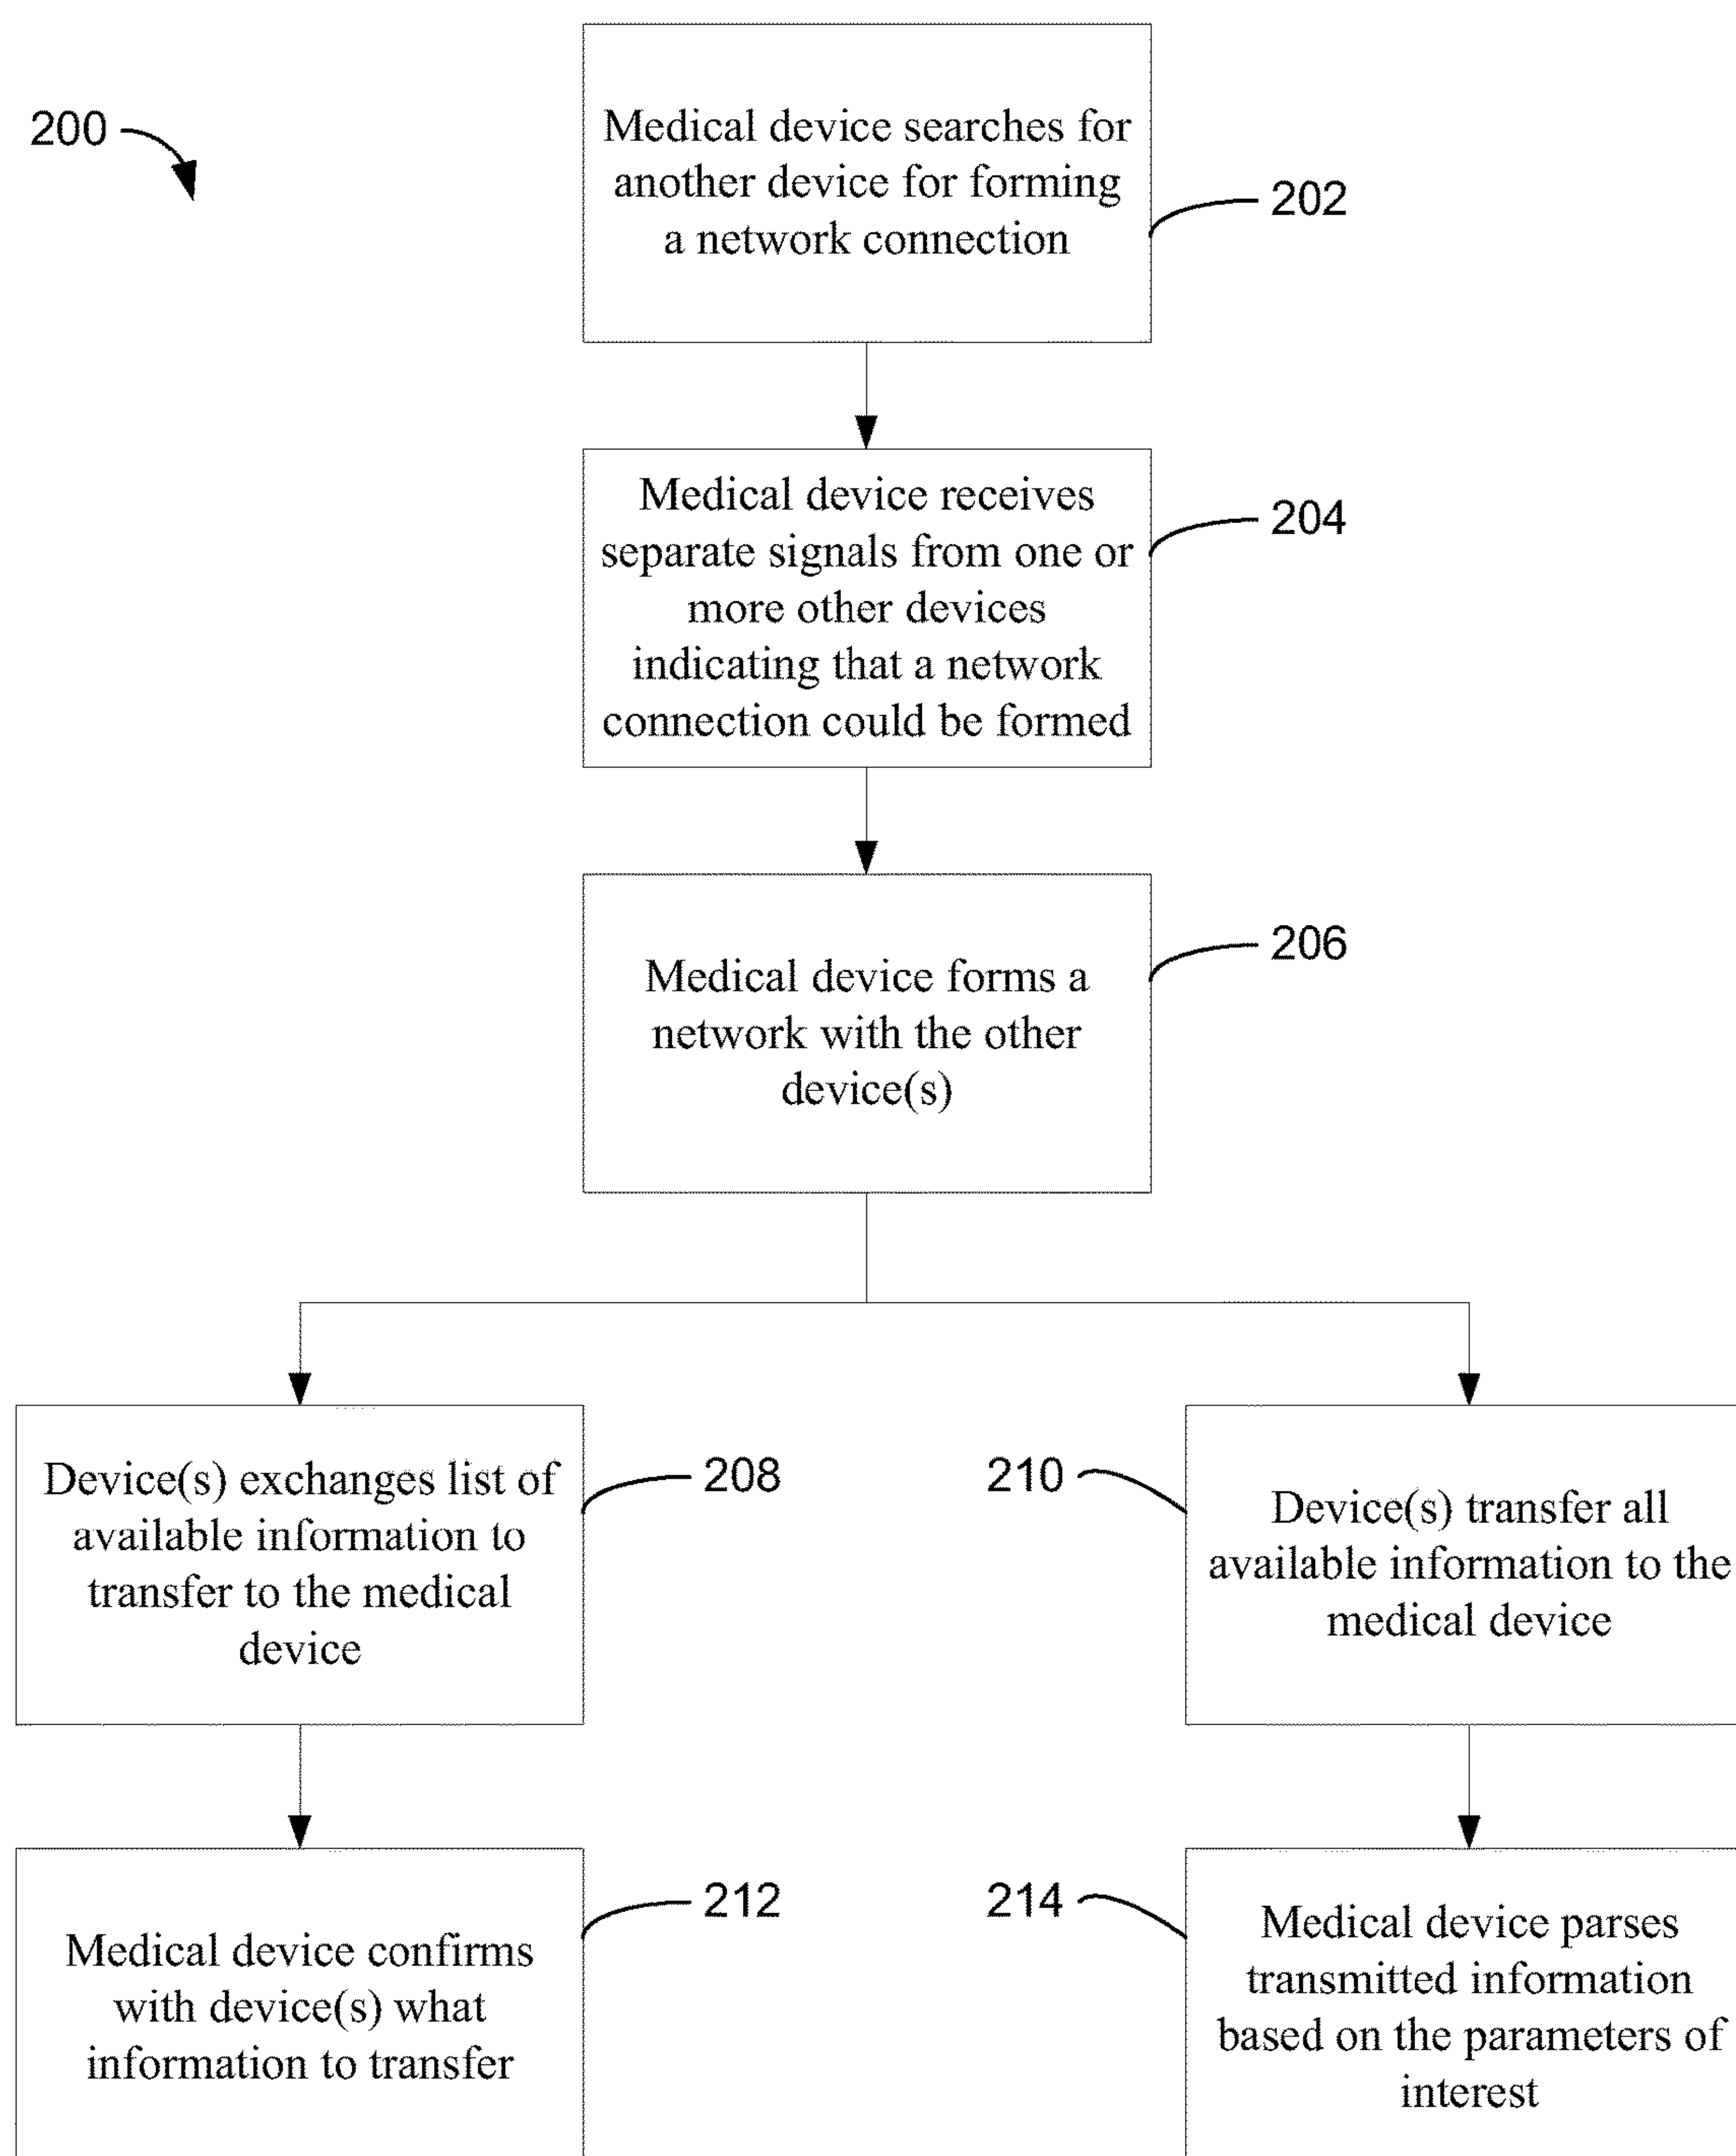 200
Medical device searches for
another device for forming
a network connection
202
Medical device receives
separate signals from one or
more other devices
indicating that a network
connection could be formed
204
Medical device forms a
network with the other
device(s)
206
Device(s) exchanges list of
available information to
transfer to the medical
device
208
210
Device(s) transfer all
available information to the
medical device
Medical device confirms
with device(s) what
information to transfer
212
214
Medical device parses
transmitted information
based on the parameters of
interest